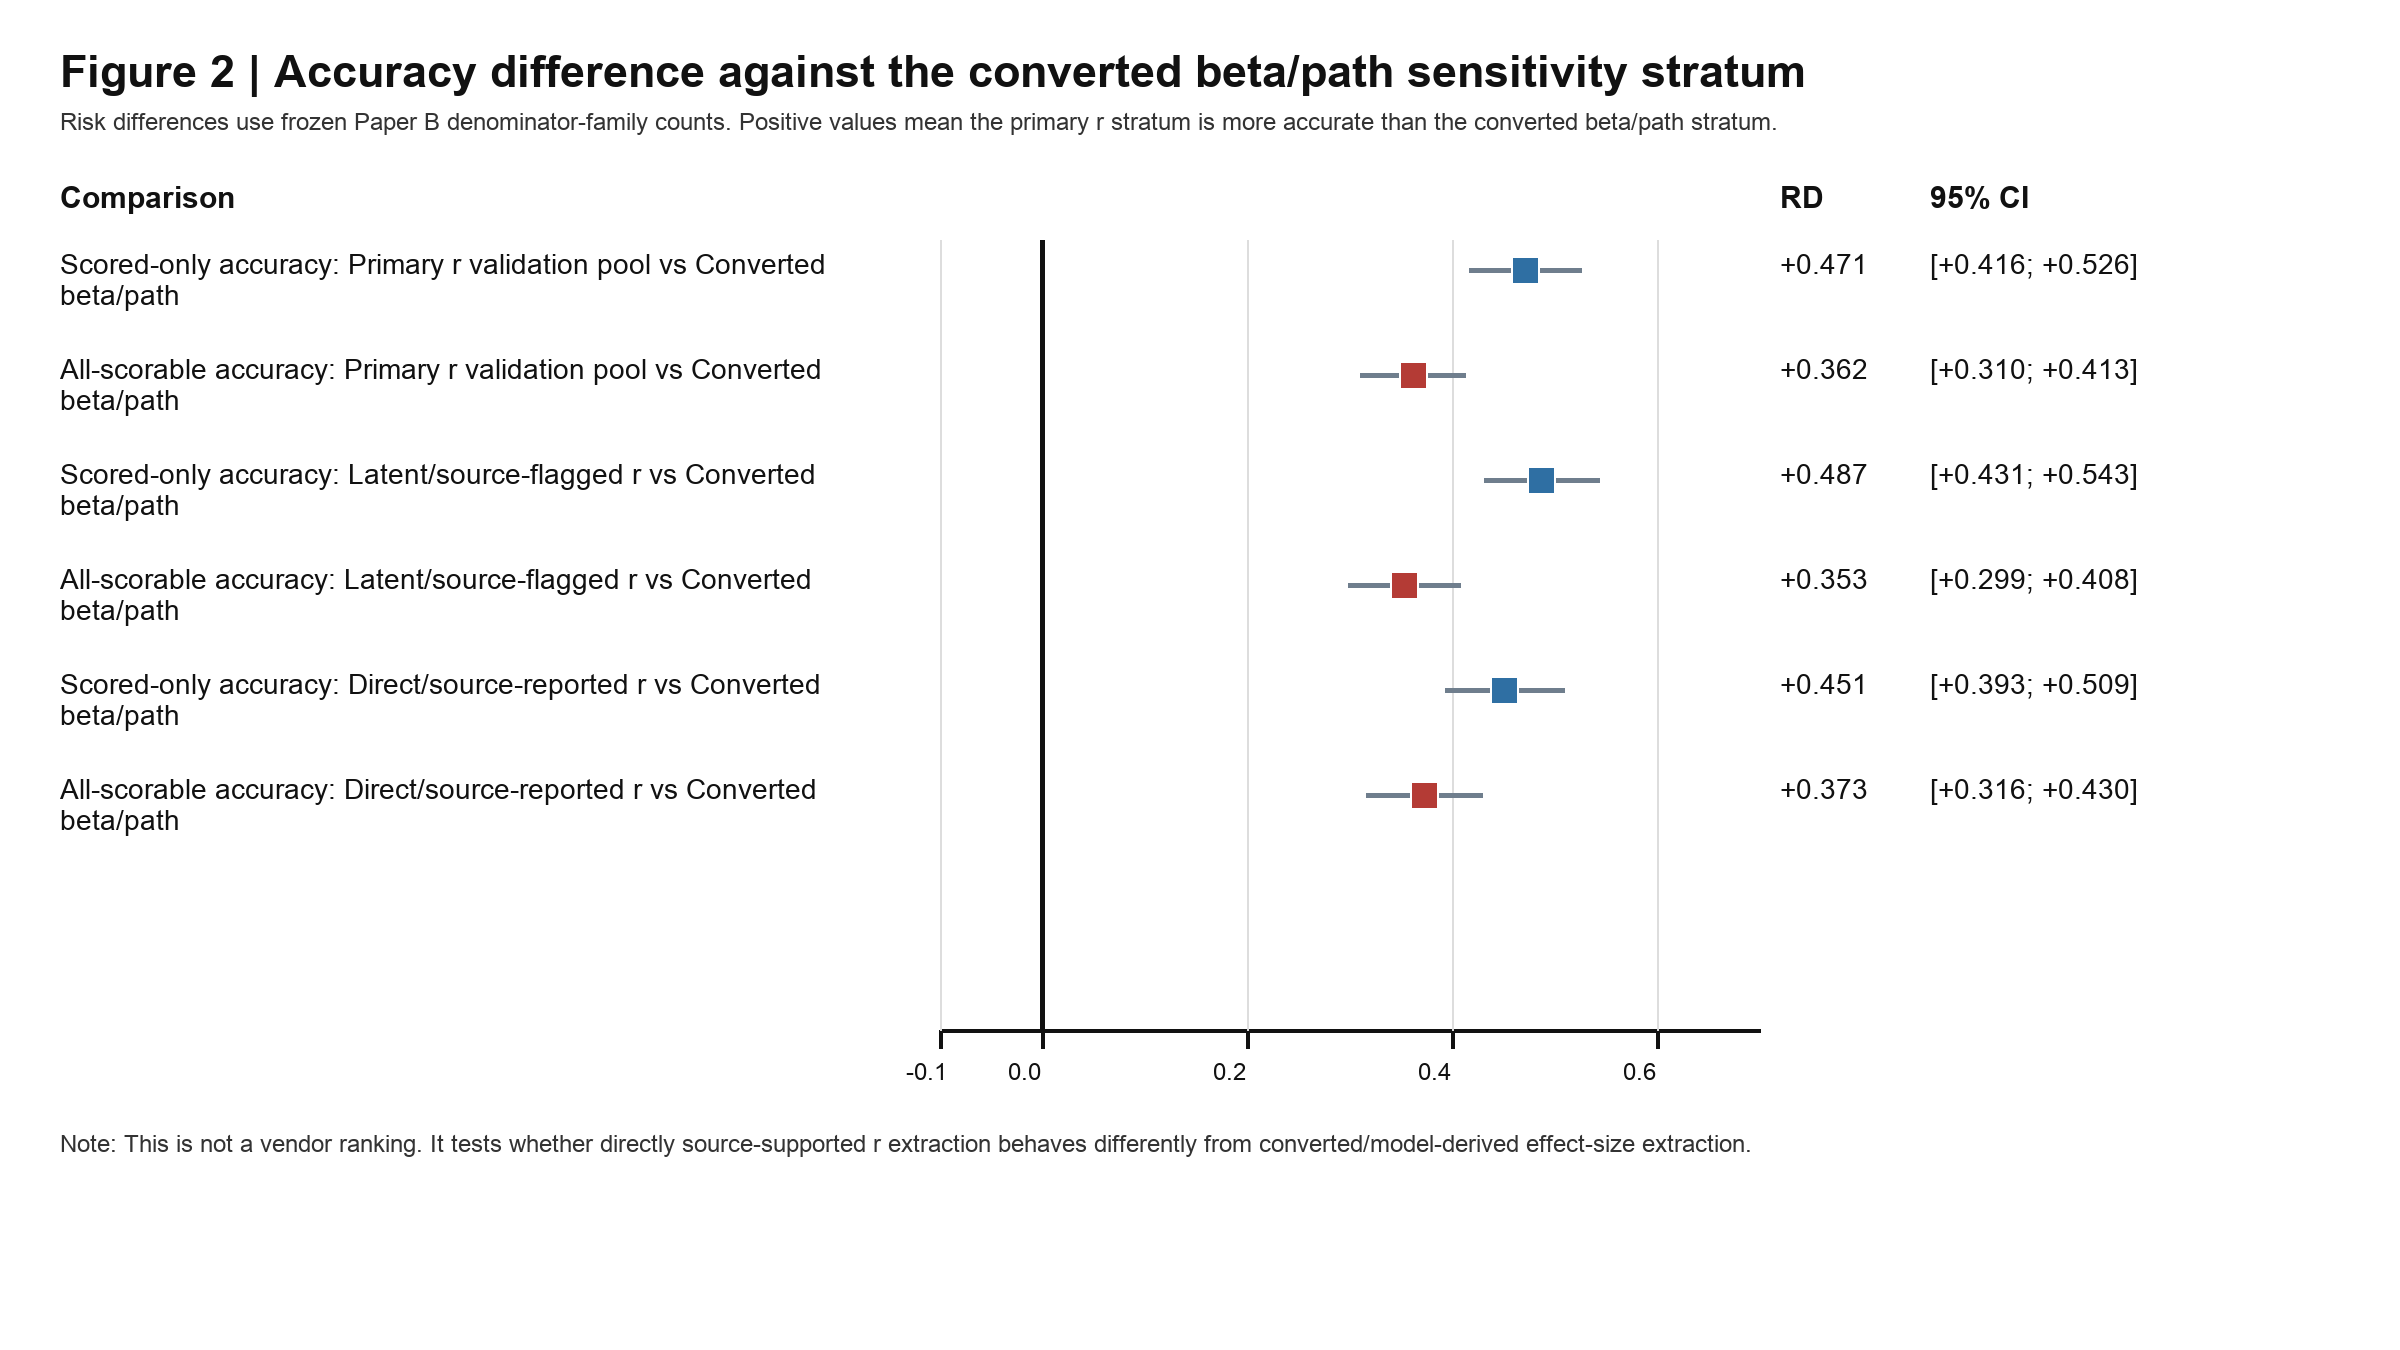 Figure 2 | Accuracy difference against the converted beta/path sensitivity stratum
Risk differences use frozen Paper B denominator-family counts. Positive values mean the primary r stratum is more accurate than the converted beta/path stratum.
Comparison RD 95% CI
Scored-only accuracy: Primary r validation pool vs Converted +0.471 [+0.416; +0.526]
beta/path
All-scorable accuracy: Primary r validation pool vs Converted +0.362 [+0.310; +0.413]
beta/path
Scored-only accuracy: Latent/source-flagged r vs Converted +0.487 [+0.431; +0.543]
beta/path
All-scorable accuracy: Latent/source-flagged r vs Converted +0.353 [+0.299; +0.408]
beta/path
Scored-only accuracy: Direct/source-reported r vs Converted +0.451 [+0.393; +0.509]
beta/path
All-scorable accuracy: Direct/source-reported r vs Converted +0.373 [+0.316; +0.430]
beta/path
-0.1 0.0 0.2 0.4 0.6
Note: This is not a vendor ranking. It tests whether directly source-supported r extraction behaves differently from converted/model-derived effect-size extraction.